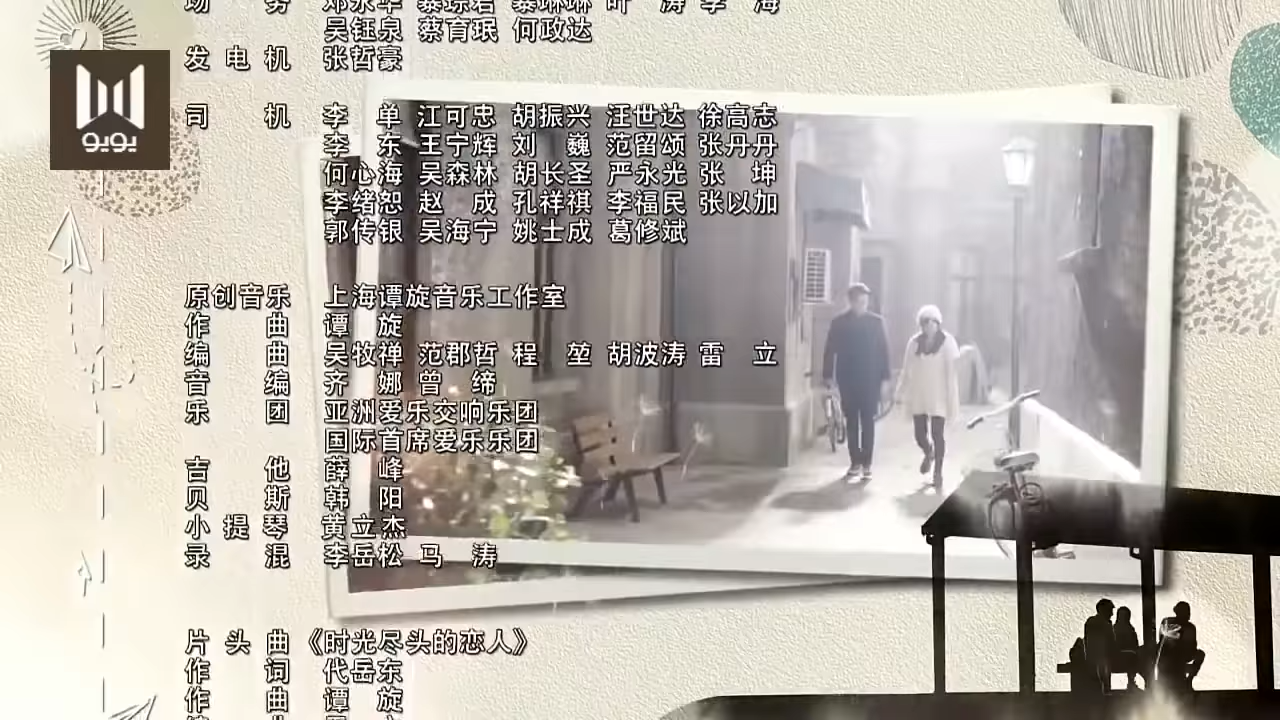 吴钰泉 蔡育珉 何政达
发电机 张哲豪
司机 李单 江可忠 胡振兴 汪世达 徐高志
李东 王宁辉 刘巍 范留颂 张丹丹
何心海 吴森林 胡长圣 严永光 张坤
李绪恕 赵成 孔祥祺 李福民 张以加
郭传银 吴海宁 姚士成 葛修斌
يويو
原创音乐 上海谭旋音乐工作室
作曲 谭旋
编曲 吴牧禅 范郡哲 程堃 胡波涛 雷立
音编 齐娜 曾缔
乐团 亚洲爱乐交响乐团
国际首席爱乐乐团
吉他 薛峰
贝斯 韩阳
小提琴 黄立杰
录混 李岳松 马涛
片头曲《时光尽头的恋人》
作词 代岳东
作曲 谭旋